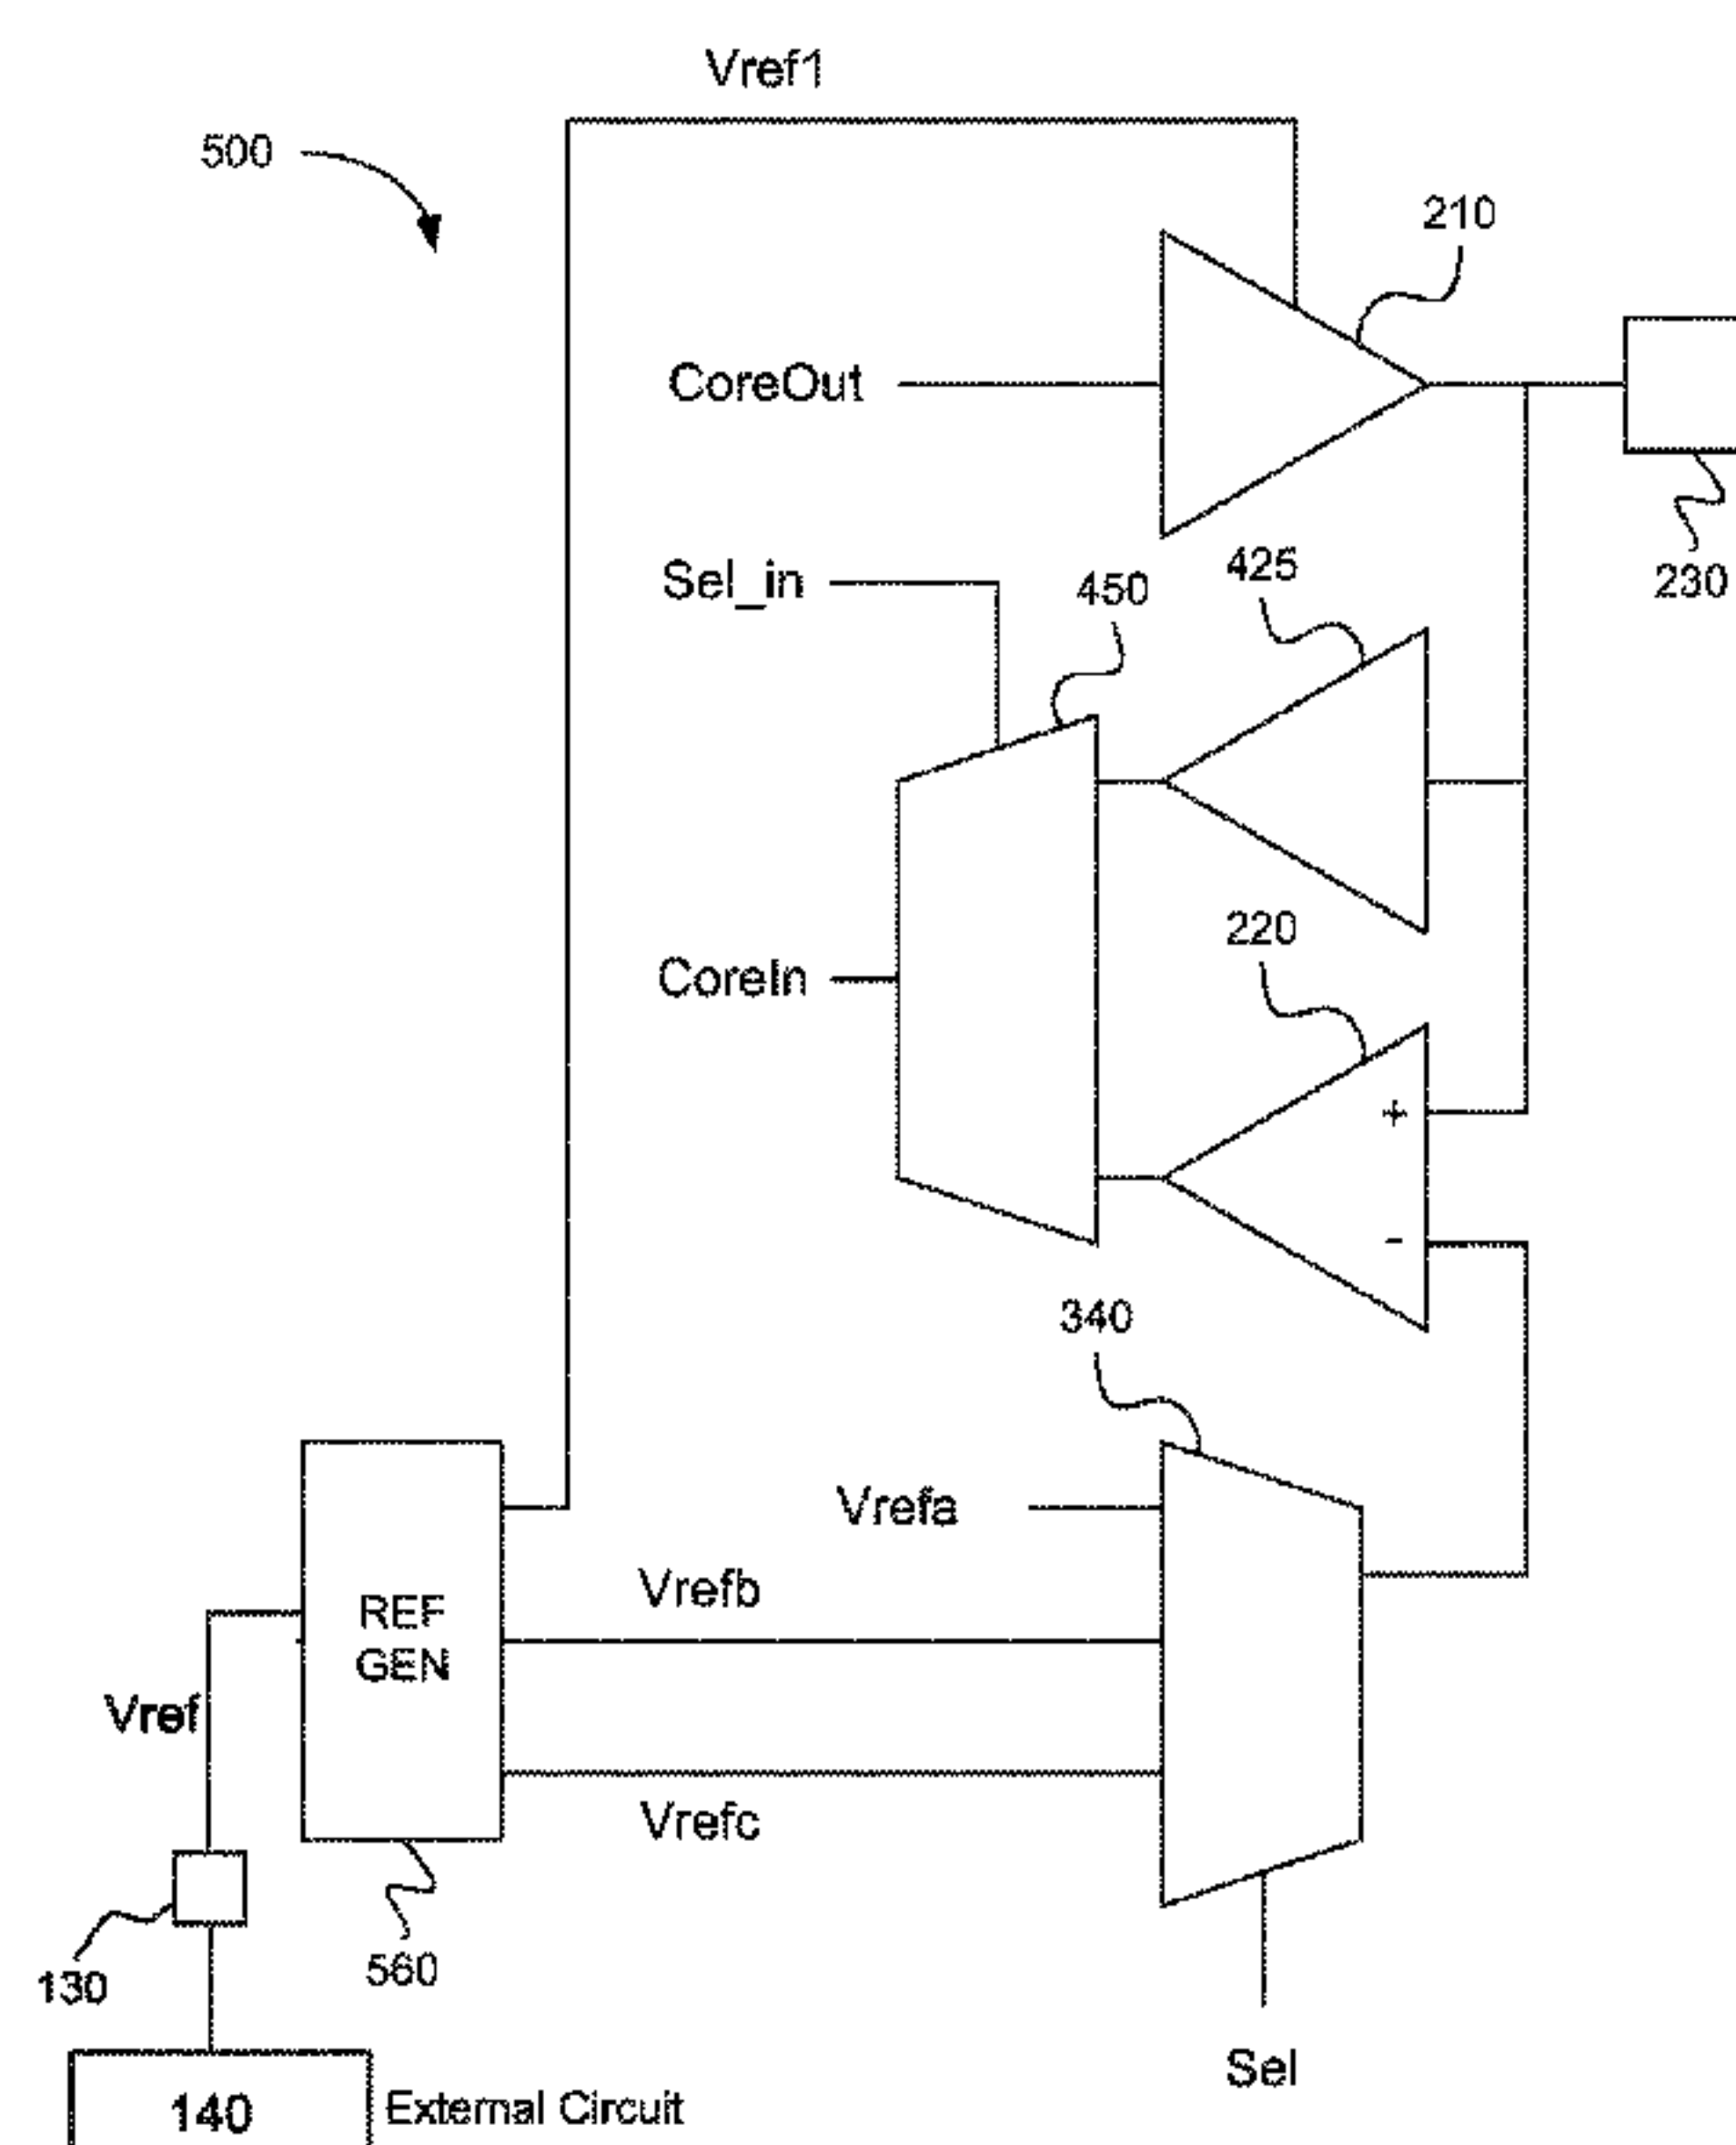 Vref1
500
210
CoreOut
230
Sel_in
450
425
220
CoreIn
+
-
340
Vrefa
Vrefb
REF
GEN
Vref
Vrefc
130
560
Sel
140
External Circuit